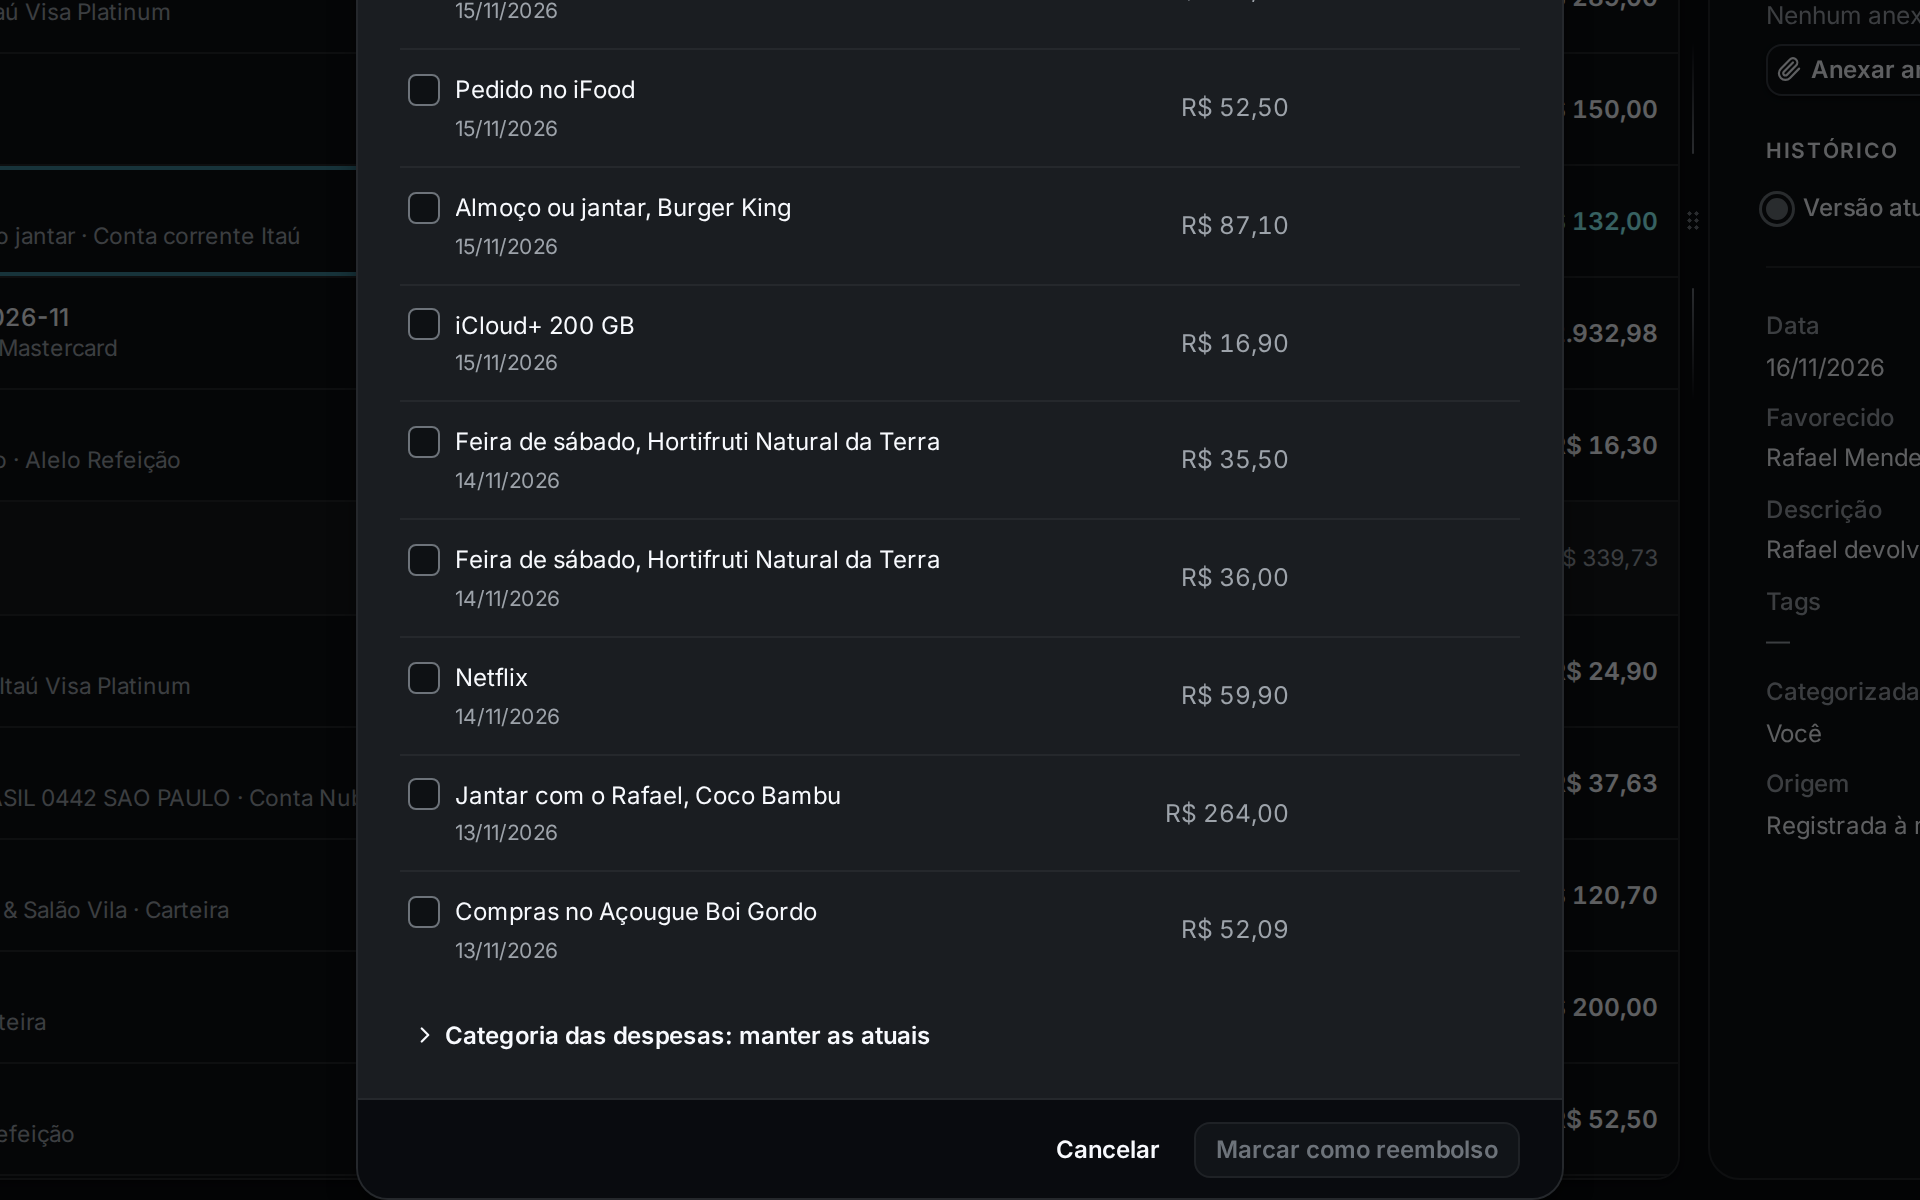 aú Visa Platinum
o jantar · Conta corrente Itaú
026-11
Mastercard
o · Alelo Refeição
Itaú Visa Platinum
ASIL 0442 SAO PAULO · Conta Nub
& Salão Vila · Carteira
teira
efeição
15/11/2026
Pedido no iFood
15/11/2026
R$ 52,50
Almoço ou jantar, Burger King
15/11/2026
R$ 87,10
iCloud+ 200 GB
15/11/2026
R$ 16,90
Feira de sábado, Hortifruti Natural da Terra
14/11/2026
R$ 35,50
Feira de sábado, Hortifruti Natural da Terra
14/11/2026
R$ 36,00
Netflix
14/11/2026
R$ 59,90
Jantar com o Rafael, Coco Bambu
13/11/2026
R$ 264,00
Compras no Açougue Boi Gordo
13/11/2026
R$ 52,09
Categoria das despesas: manter as atuais
Cancelar
Marcar como reembolso
289,00
150,00
132,00
.932,98
$ 16,30
$ 339,73
$ 24,90
$ 37,63
120,70
200,00
$ 52,50
Nenhum anex
Anexar ar
HISTÓRICO
Versão atu
Data
16/11/2026
Favorecido
Rafael Mende
Descrição
Rafael devolv
Tags
—
Categorizada
Você
Origem
Registrada à m